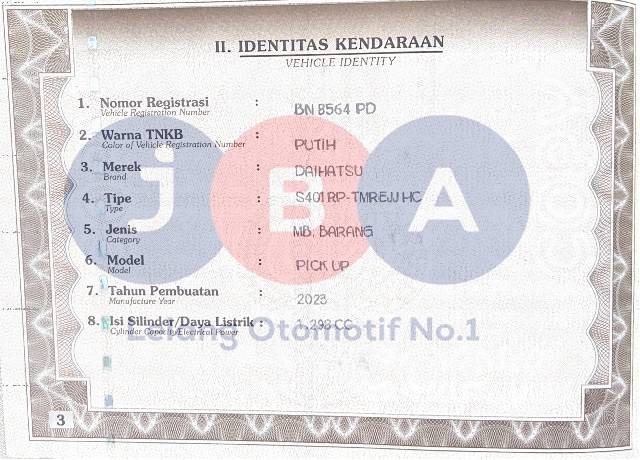 II. IDENTITAS KENDARAAN
VEHICLE IDENTITY
1. Nomor Registrasi : BN 8564 PD
Vehicle Registration Number
2. Warna TNKB : PUTIH
Color of Vehicle Registration Number
3. Merek : DAIHATSU
Brand
4. Tipe : S401RP-TMREJJ HC
Type
5. Jenis : MB. BARANG
Category
6. Model : PICK UP
Model
7. Tahun Pembuatan : 2023
Manufacture Year
8. Isi Silinder/Daya Listrik : 1,298 CC
Cylinder Capacity/Electrical Power
JBA
Lelang Otomotif No.1
3